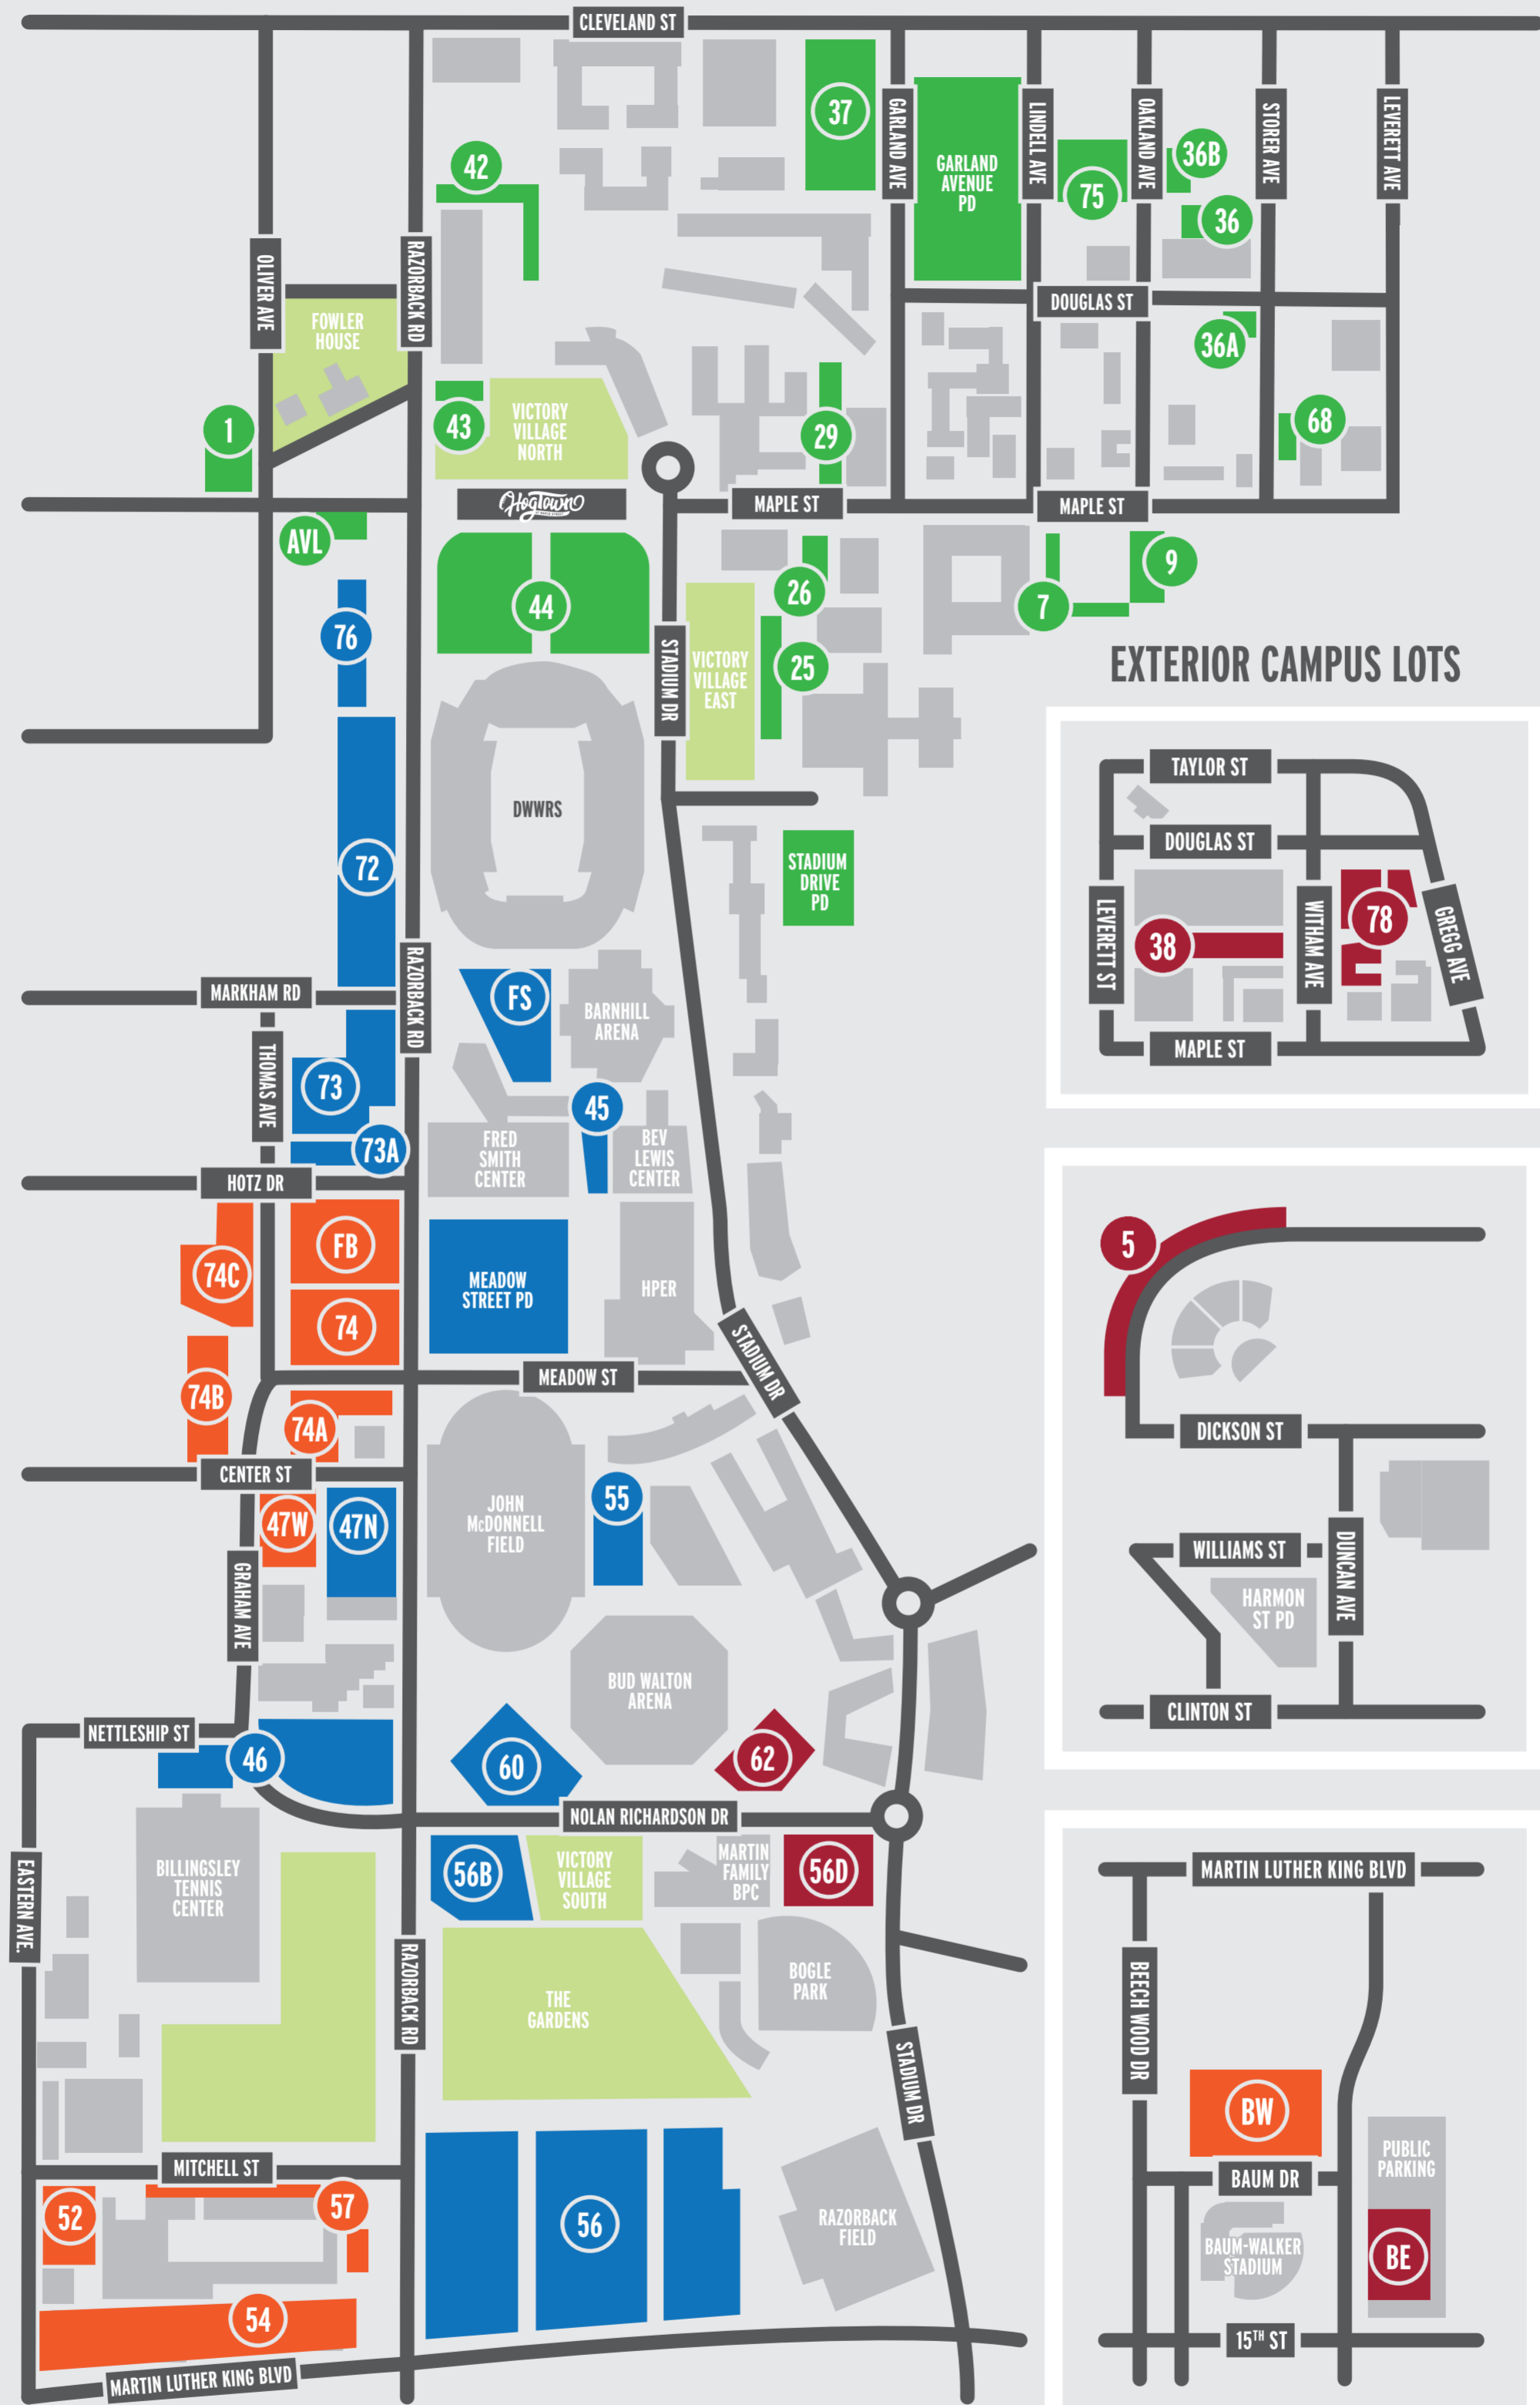 CLEVELAND ST
37
GARLAND AVE
GARLAND
AVENUE
PD
LINDELL AVE
75
OAKLAND AVE
36B
36
STORER AVE
LEVERETT AVE
42
OLIVER AVE
RAZORBACK RD
FOWLER
HOUSE
DOUGLAS ST
36A
1
43
VICTORY
VILLAGE
NORTH
29
68
HogTown
MAPLE ST
MAPLE ST
AVL
44
26
7
9
76
STADIUM DR
VICTORY
VILLAGE
EAST
25
EXTERIOR CAMPUS LOTS
DWWRS
72
STADIUM
DRIVE
PD
TAYLOR ST
DOUGLAS ST
LEVERETT ST
38
WITHAM AVE
78
GREGG AVE
MAPLE ST
MARKHAM RD
RAZORBACK RD
FS
BARNHILL
ARENA
THOMAS AVE
73
45
73A
FRED
SMITH
CENTER
BEV
LEWIS
CENTER
HOTZ DR
74C
FB
74
MEADOW
STREET PD
HPER
5
STADIUM DR
MEADOW ST
74B
74A
CENTER ST
DICKSON ST
47W
47N
JOHN
McDONNELL
FIELD
55
GRAHAM AVE
WILLIAMS ST
DUNCAN AVE
HARMON
ST PD
CLINTON ST
BUD WALTON
ARENA
NETTLESHIP ST
46
60
62
NOLAN RICHARDSON DR
EASTERN AVE.
BILLINGSLEY
TENNIS
CENTER
56B
VICTORY
VILLAGE
SOUTH
MARTIN
FAMILY
BPC
56D
MARTIN LUTHER KING BLVD
RAZORBACK RD
THE
GARDENS
BOGLE
PARK
BEECH WOOD DR
STADIUM DR
BW
PUBLIC
PARKING
BAUM DR
MITCHELL ST
52
57
56
RAZORBACK
FIELD
BAUM-WALKER
STADIUM
BE
54
15TH ST
MARTIN LUTHER KING BLVD